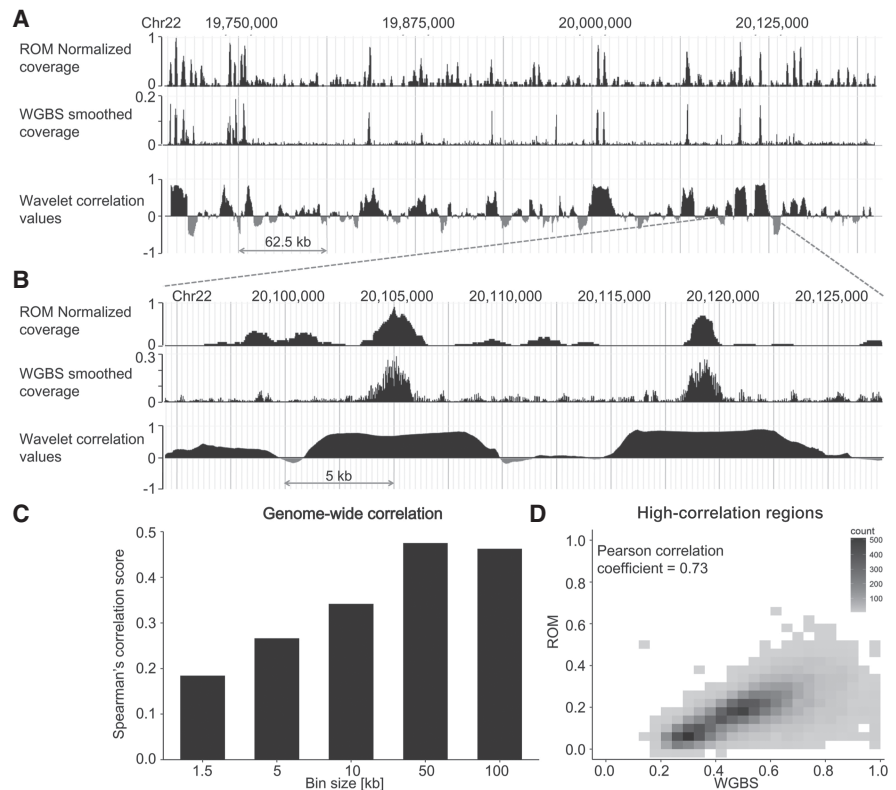 A
Chr22 19,750,000 19,875,000 20,000,000 20,125,000
ROM Normalized
coverage
1
0
WGBS smoothed
coverage
0.2
0
Wavelet correlation
values
1
0
-1
62.5 kb
B
Chr22 20,100,000 20,105,000 20,110,000 20,115,000 20,120,000 20,125,000
ROM Normalized
coverage
1
0
WGBS smoothed
coverage
0.3
0
Wavelet correlation
values
1
0
-1
5 kb
C
Genome-wide correlation
Spearman's correlation score
0.5
0.4
0.3
0.2
0.1
0.0
1.5 5 10 50 100
Bin size [kb]
D
High-correlation regions
Pearson correlation
coefficient = 0.73
count
500
400
300
200
100
ROM
1.0
0.8
0.6
0.4
0.2
0.0
0.0 0.2 0.4 0.6 0.8 1.0
WGBS